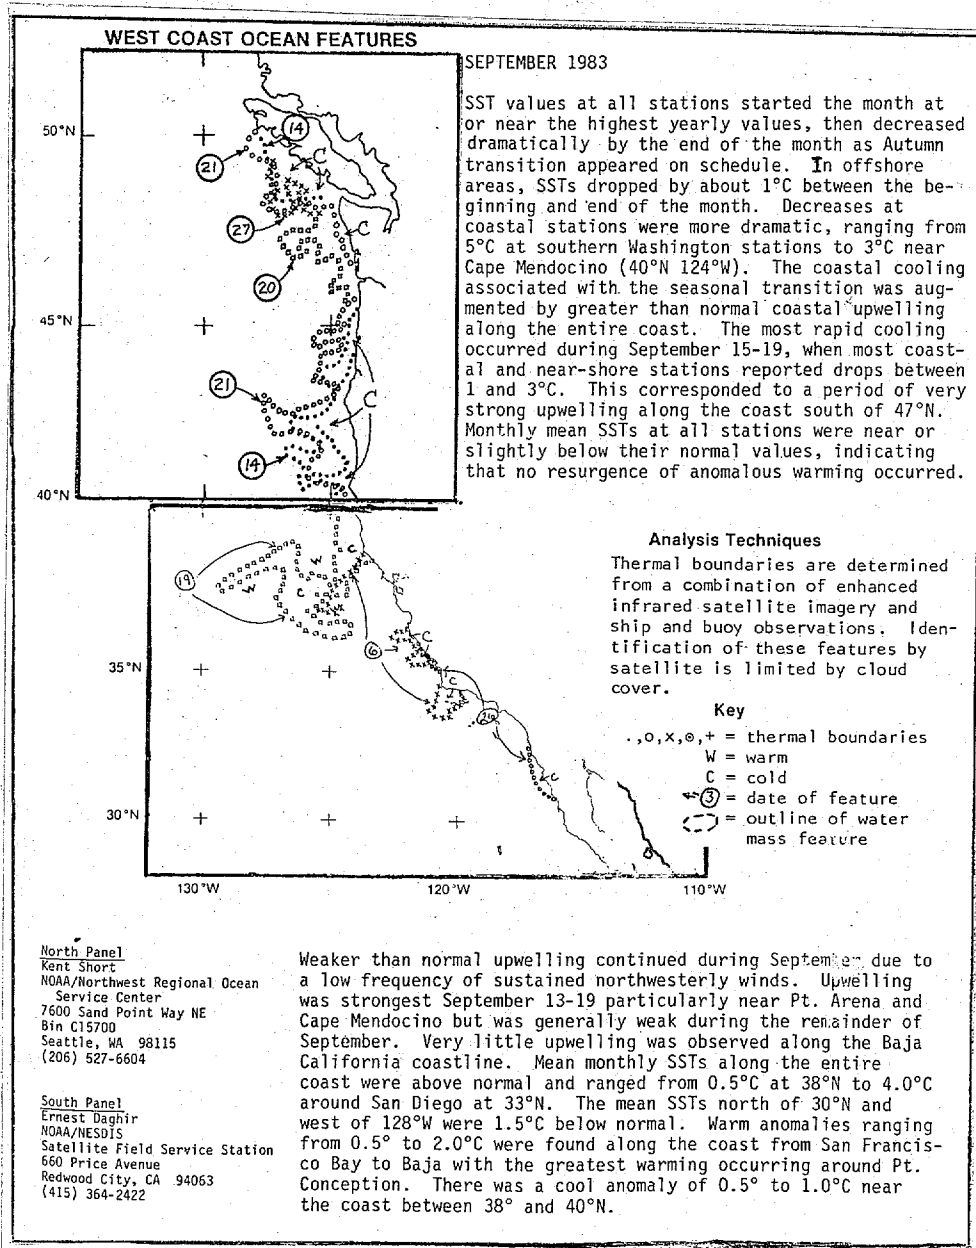 WEST COAST OCEAN FEATURES
SEPTEMBER 1983
SST values at all stations started the month at
or near the highest yearly values, then decreased
dramatically by the end of the month as Autumn
transition appeared on schedule. In offshore
areas, SSTs dropped by about 1°C between the be-
ginning and end of the month. Decreases at
coastal stations were more dramatic, ranging from
5°C at southern Washington stations to 3°C near
Cape Mendocino (40°N 124°W). The coastal cooling
associated with the seasonal transition was aug-
mented by greater than normal coastal upwelling
along the entire coast. The most rapid cooling
occurred during September 15-19, when most coast-
al and near-shore stations reported drops between
1 and 3°C. This corresponded to a period of very
strong upwelling along the coast south of 47°N.
Monthly mean SSTs at all stations were near or
slightly below their normal values, indicating
that no resurgence of anomalous warming occurred.
50°N
14
21
C
27
C
20
45°N
21
C
14
40°N
19
W
W
C
C
6
C
C
C
35°N
30°N
130°W
120°W
110°W
Analysis Techniques
Thermal boundaries are determined
from a combination of enhanced
infrared satellite imagery and
ship and buoy observations. Iden-
tification of these features by
satellite is limited by cloud
cover.
Key
.,o,x,⊙,+ = thermal boundaries
W = warm
C = cold
←③ = date of feature
= outline of water
mass feature
North Panel
Kent Short
NOAA/Northwest Regional Ocean
Service Center
7600 Sand Point Way NE
Bin C15700
Seattle, WA 98115
(206) 527-6604
South Panel
Ernest Daghir
NOAA/NESDIS
Satellite Field Service Station
660 Price Avenue
Redwood City, CA 94063
(415) 364-2422
Weaker than normal upwelling continued during September due to
a low frequency of sustained northwesterly winds. Upwelling
was strongest September 13-19 particularly near Pt. Arena and
Cape Mendocino but was generally weak during the remainder of
September. Very little upwelling was observed along the Baja
California coastline. Mean monthly SSTs along the entire
coast were above normal and ranged from 0.5°C at 38°N to 4.0°C
around San Diego at 33°N. The mean SSTs north of 30°N and
west of 128°W were 1.5°C below normal. Warm anomalies ranging
from 0.5° to 2.0°C were found along the coast from San Francis-
co Bay to Baja with the greatest warming occurring around Pt.
Conception. There was a cool anomaly of 0.5° to 1.0°C near
the coast between 38° and 40°N.